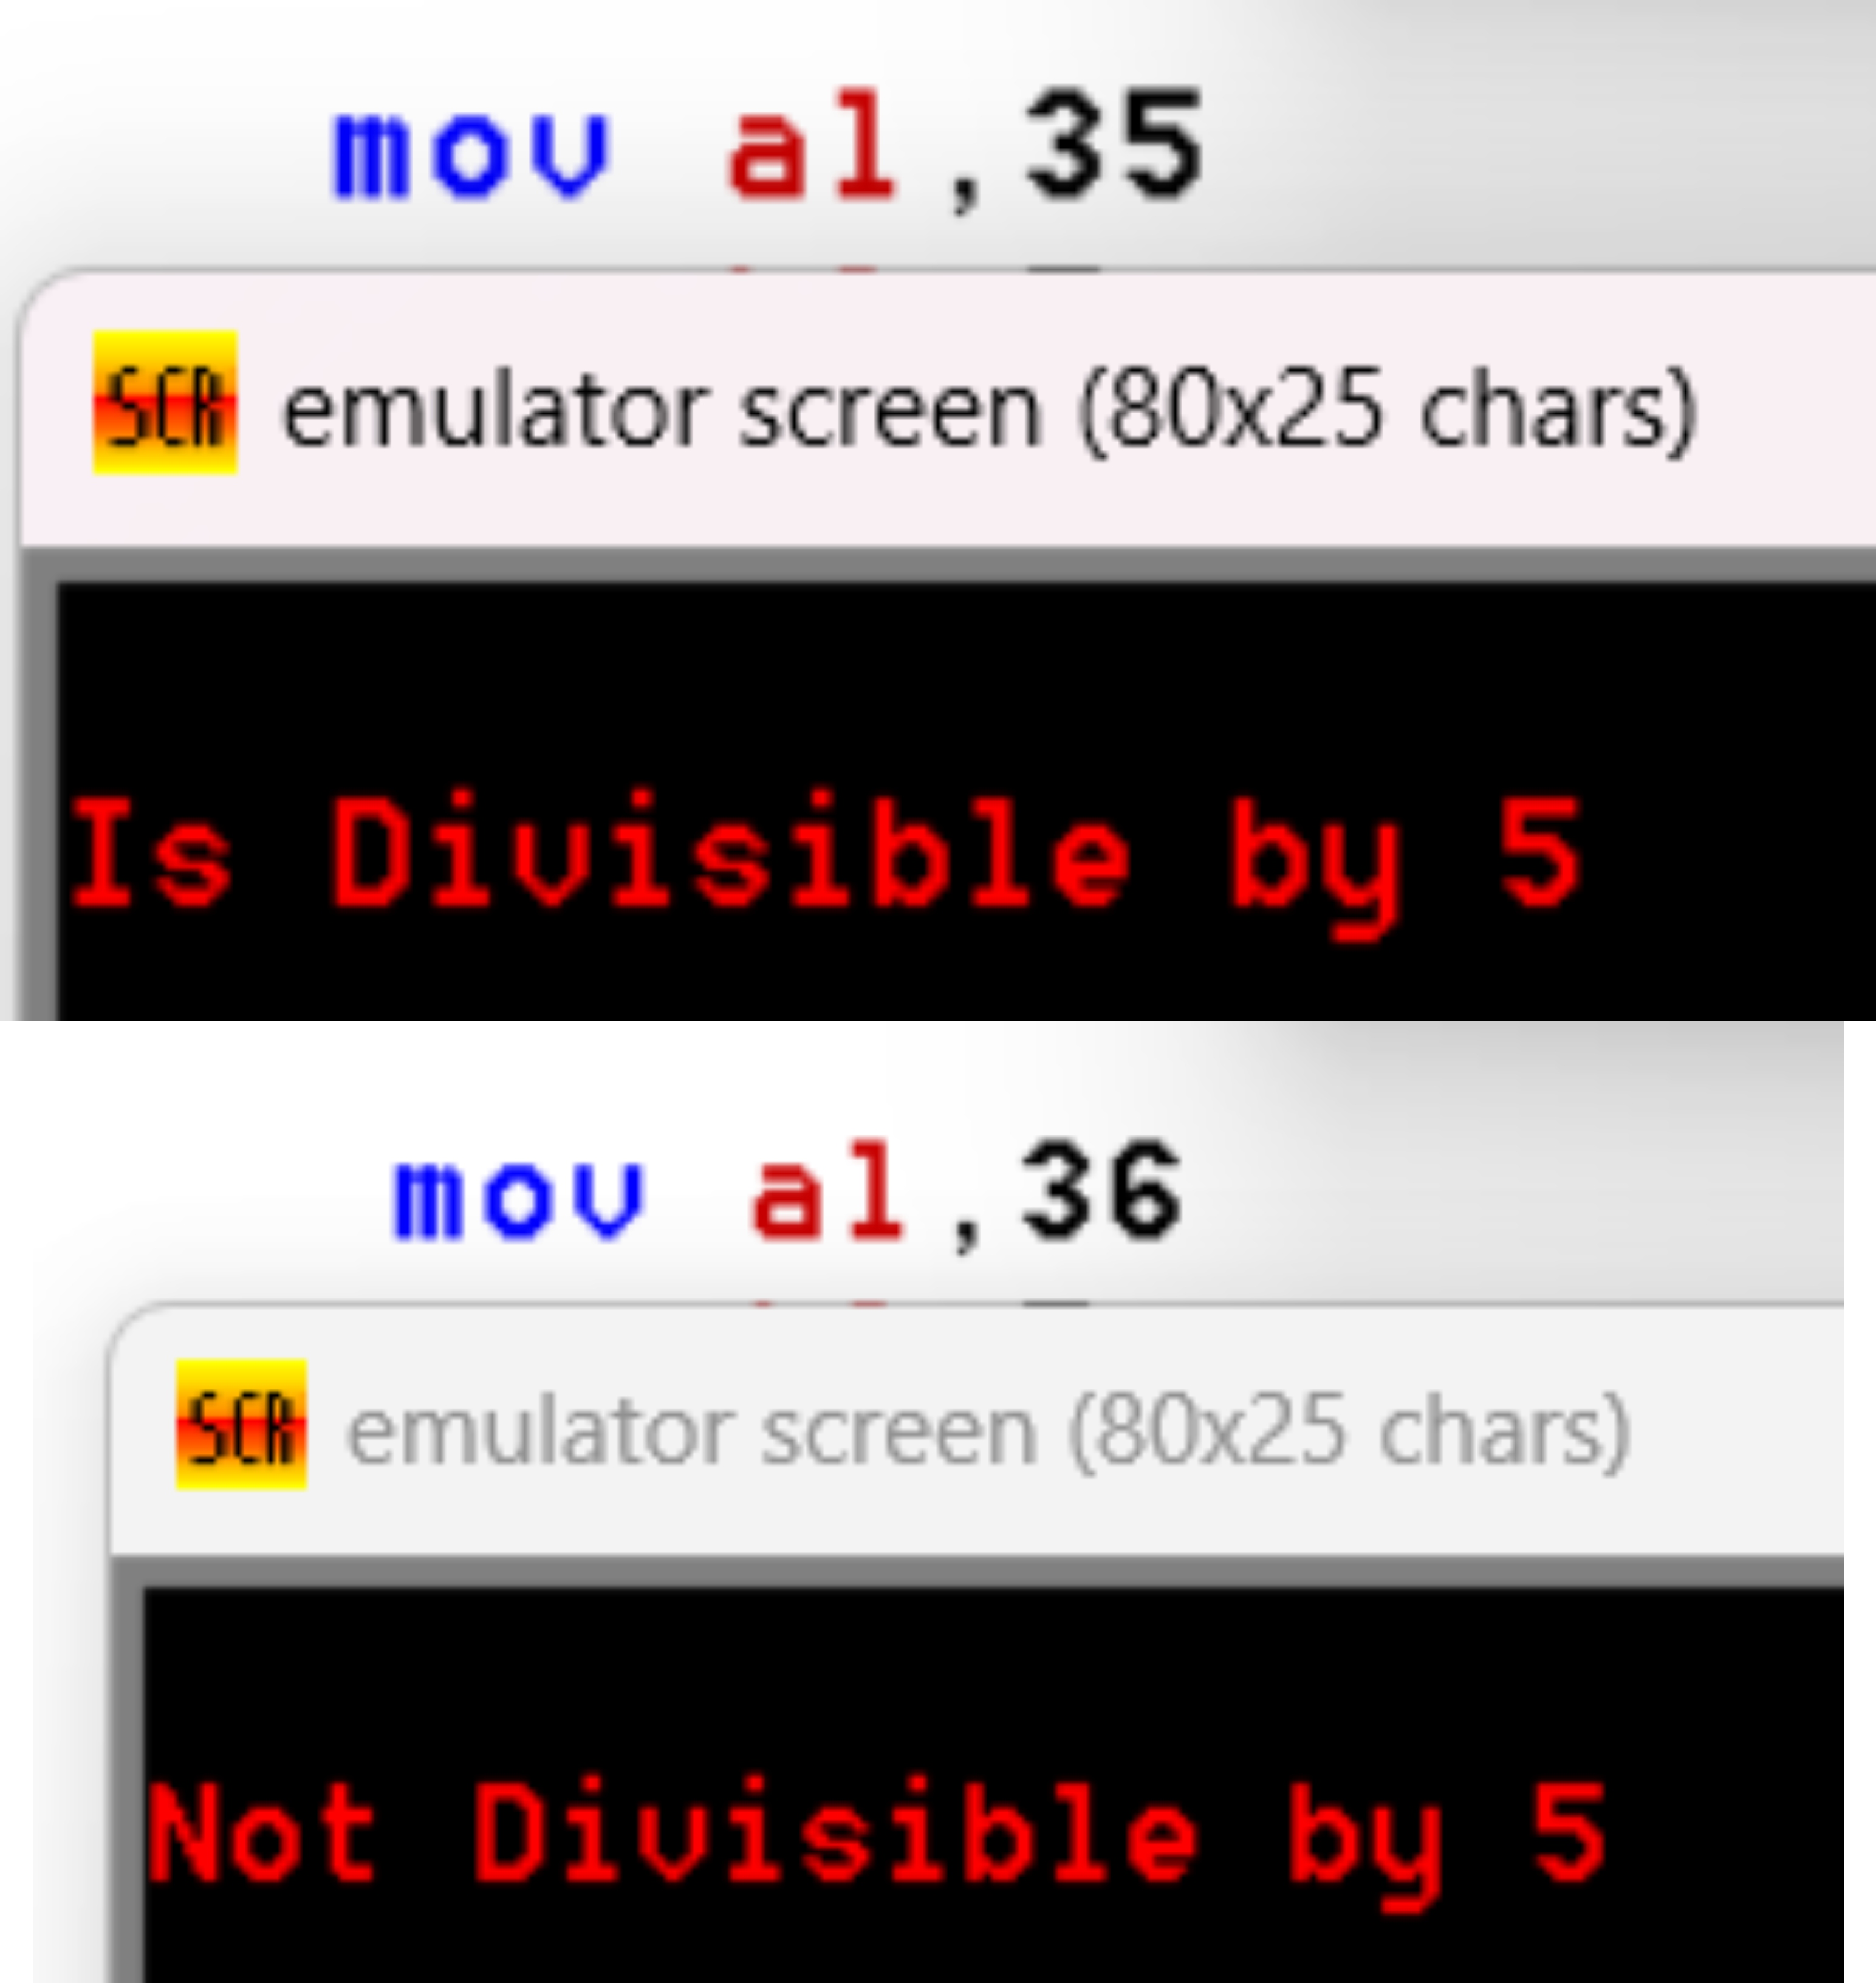 mov al,35
SCR emulator screen (80x25 chars)
Is Divisible by 5
mov al,36
SCR emulator screen (80x25 chars)
Not Divisible by 5